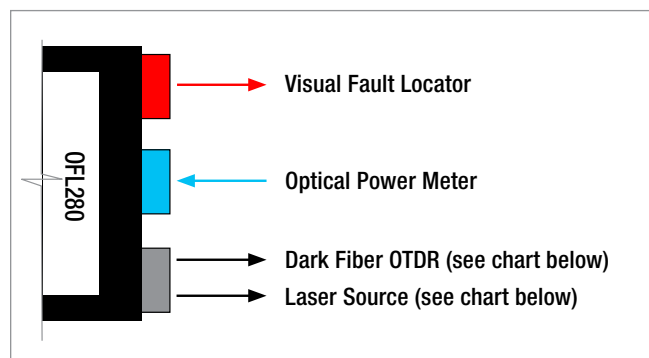 OFL280
Visual Fault Locator
Optical Power Meter
Dark Fiber OTDR (see chart below)
Laser Source (see chart below)